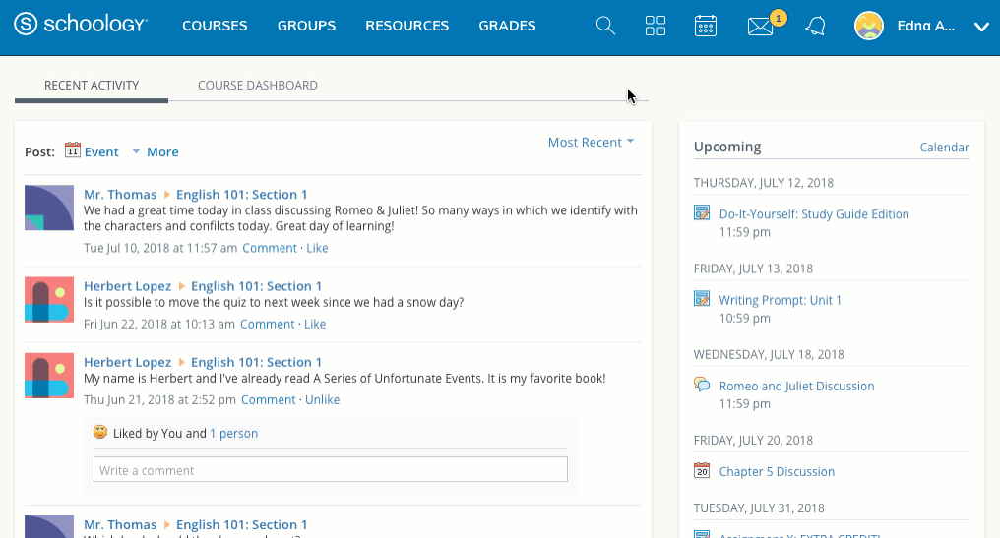 schoology
COURSES
GROUPS
RESOURCES
GRADES
1
Edna A...
RECENT ACTIVITY
COURSE DASHBOARD
Post: 11 Event More
Most Recent
Mr. Thomas English 101: Section 1
We had a great time today in class discussing Romeo & Juliet! So many ways in which we identify with
the characters and confilcts today. Great day of learning!
Tue Jul 10, 2018 at 11:57 am Comment · Like
Herbert Lopez English 101: Section 1
Is it possible to move the quiz to next week since we had a snow day?
Fri Jun 22, 2018 at 10:13 am Comment · Like
Herbert Lopez English 101: Section 1
My name is Herbert and I've already read A Series of Unfortunate Events. It is my favorite book!
Thu Jun 21, 2018 at 2:52 pm Comment · Unlike
Liked by You and 1 person
Write a comment
Mr. Thomas English 101: Section 1
Upcoming
Calendar
THURSDAY, JULY 12, 2018
Do-It-Yourself: Study Guide Edition
11:59 pm
FRIDAY, JULY 13, 2018
Writing Prompt: Unit 1
10:59 pm
WEDNESDAY, JULY 18, 2018
Romeo and Juliet Discussion
11:59 pm
FRIDAY, JULY 20, 2018
20 Chapter 5 Discussion
TUESDAY, JULY 31, 2018
Assignment X: EXTRA CREDIT!